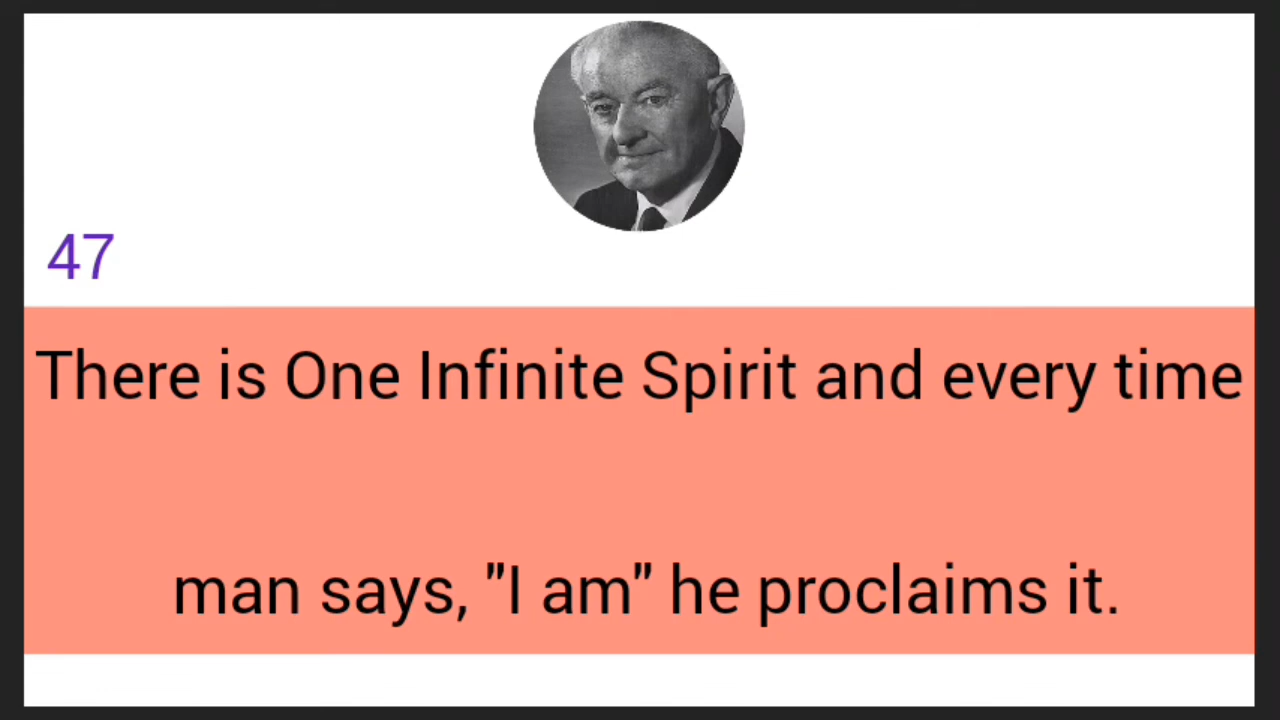 47
There is One Infinite Spirit and every time
man says, "I am" he proclaims it.